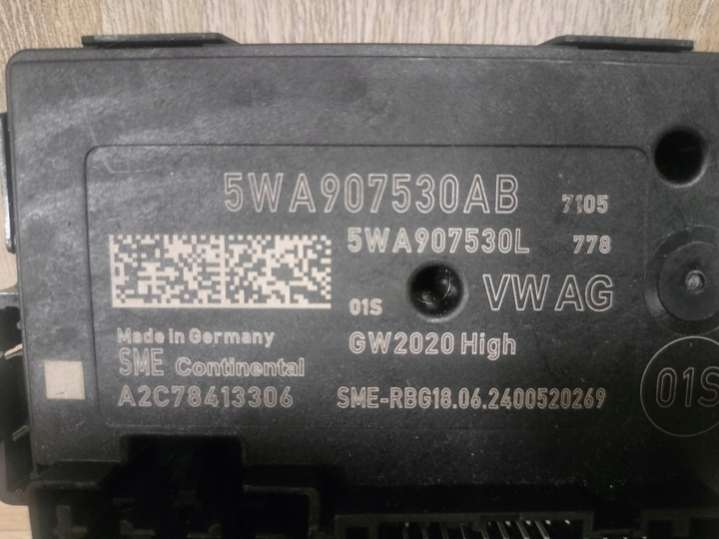 5WA907530AB 7105
5WA907530L 778
01S VW AG
Made in Germany
GW2020 High
SME Continental
A2C78413306 SME-RBG18.06.2400520269
01S